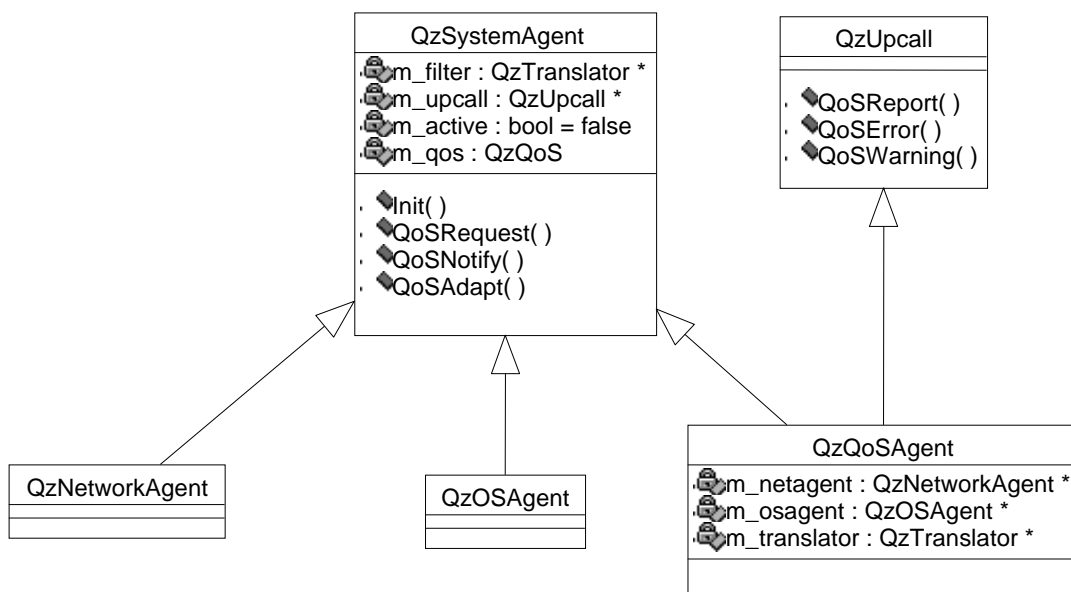 QzSystemAgent
m_filter : QzTranslator *
m_upcall : QzUpcall *
m_active : bool = false
m_qos : QzQoS
Init( )
QoSRequest( )
QoSNotify( )
QoSAdapt( )
QzUpcall
QoSReport( )
QoSError( )
QoSWarning( )
QzNetworkAgent
QzOSAgent
QzQoSAgent
m_netagent : QzNetworkAgent *
m_osagent : QzOSAgent *
m_translator : QzTranslator *